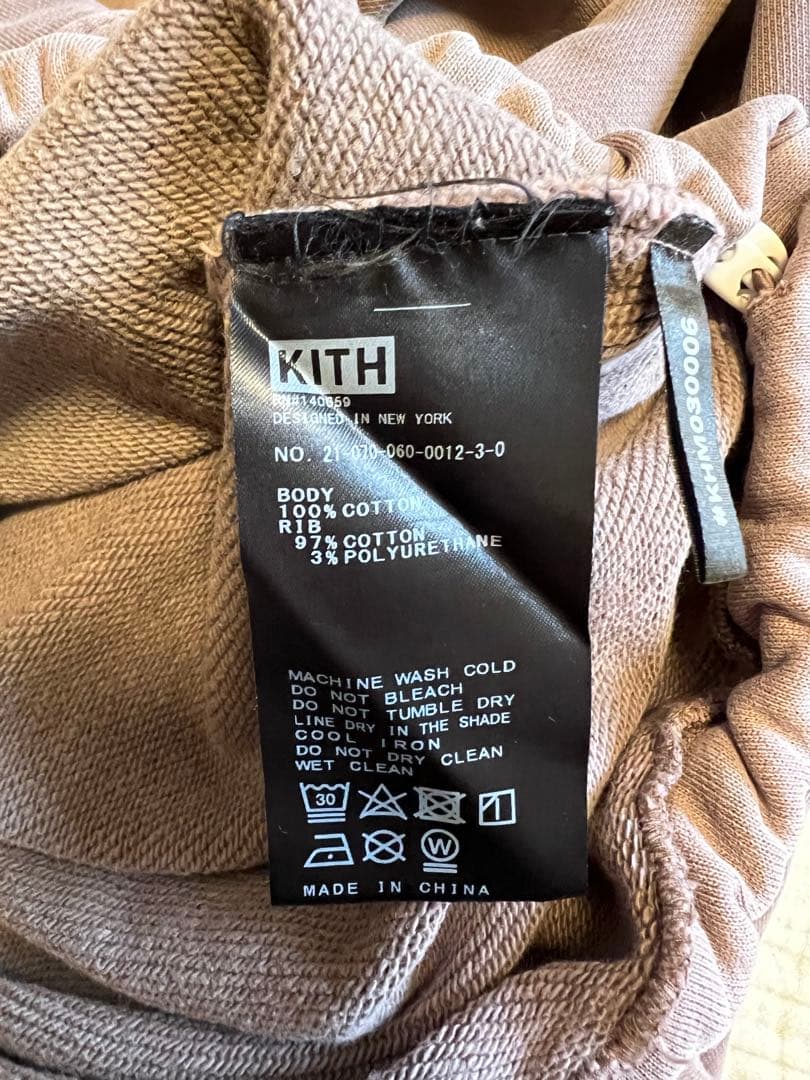 KITH
RN#140659
DESIGNED IN NEW YORK
NO. 21-070-060-0012-3-0
BODY
100% COTTON
RIB
97% COTTON
3% POLYURETHANE
MACHINE WASH COLD
DO NOT BLEACH
DO NOT TUMBLE DRY
LINE DRY IN THE SHADE
COOL IRON
DO NOT DRY CLEAN
WET CLEAN
30
W
MADE IN CHINA
#KHM030006